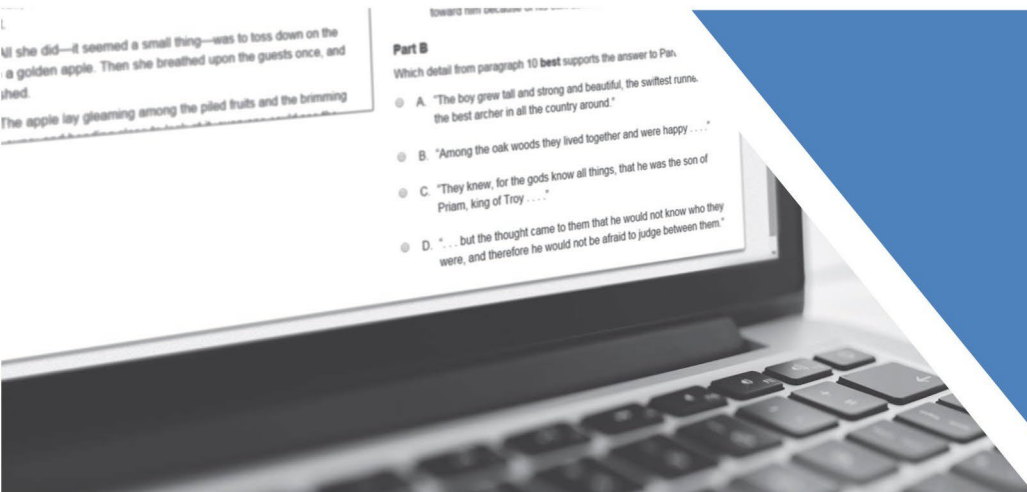 All she did—it seemed a small thing—was to toss down on the
a golden apple. Then she breathed upon the guests once, and
shed.
The apple lay gleaming among the piled fruits and the brimming
toward him because
Part B
Which detail from paragraph 10 best supports the answer to Par
A. "The boy grew tall and strong and beautiful, the swiftest runne
the best archer in all the country around."
B. "Among the oak woods they lived together and were happy . . . ."
C. "They knew, for the gods know all things, that he was the son of
Priam, king of Troy . . . ."
D. ". . . but the thought came to them that he would not know who they
were, and therefore he would not be afraid to judge between them."